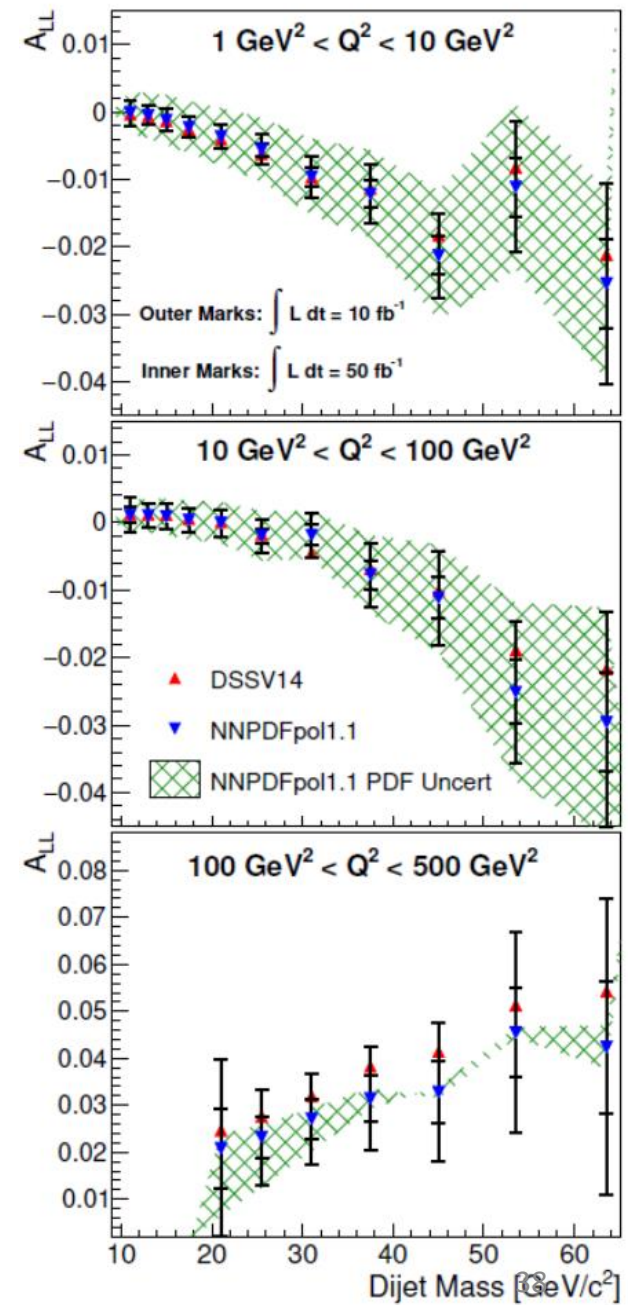 A_LL
1 GeV² < Q² < 10 GeV²
0.01
0
−0.01
−0.02
−0.03
−0.04
Outer Marks: ∫ L dt = 10 fb⁻¹
Inner Marks: ∫ L dt = 50 fb⁻¹
A_LL
10 GeV² < Q² < 100 GeV²
0.01
0
−0.01
−0.02
−0.03
−0.04
DSSV14
NNPDFpol1.1
NNPDFpol1.1 PDF Uncert
A_LL
100 GeV² < Q² < 500 GeV²
0.08
0.07
0.06
0.05
0.04
0.03
0.02
0.01
10 20 30 40 50 60
Dijet Mass [GeV/c²]
38